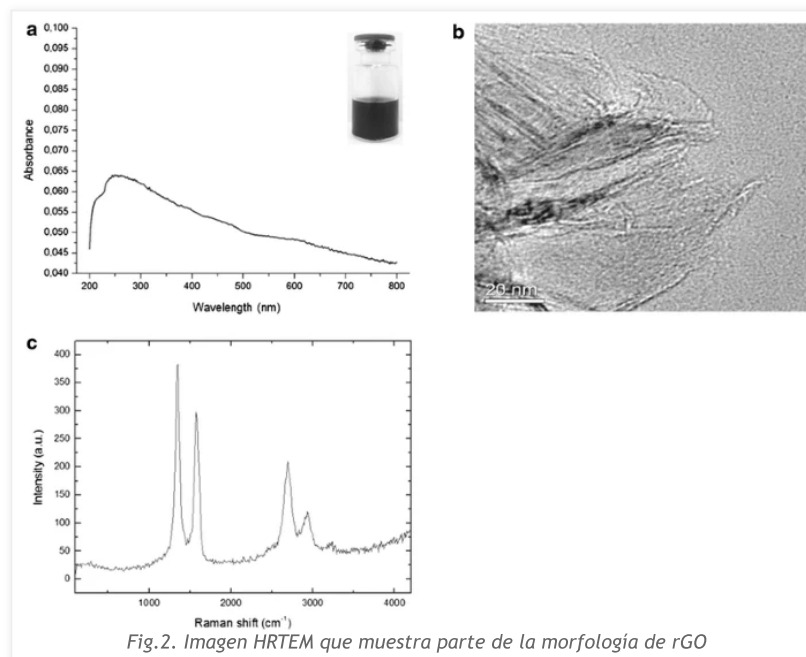 a
0,100
0,095
0,090
0,085
0,080
0,075
0,070
0,065
0,060
0,055
0,050
0,045
0,040
Absorbance
200 300 400 500 600 700 800
Wavelength (nm)
b
20 nm
c
400
350
300
250
200
150
100
50
0
Intensity (a.u.)
1000 2000 3000 4000
Raman shift (cm⁻¹)
Fig.2. Imagen HRTEM que muestra parte de la morfología de rGO